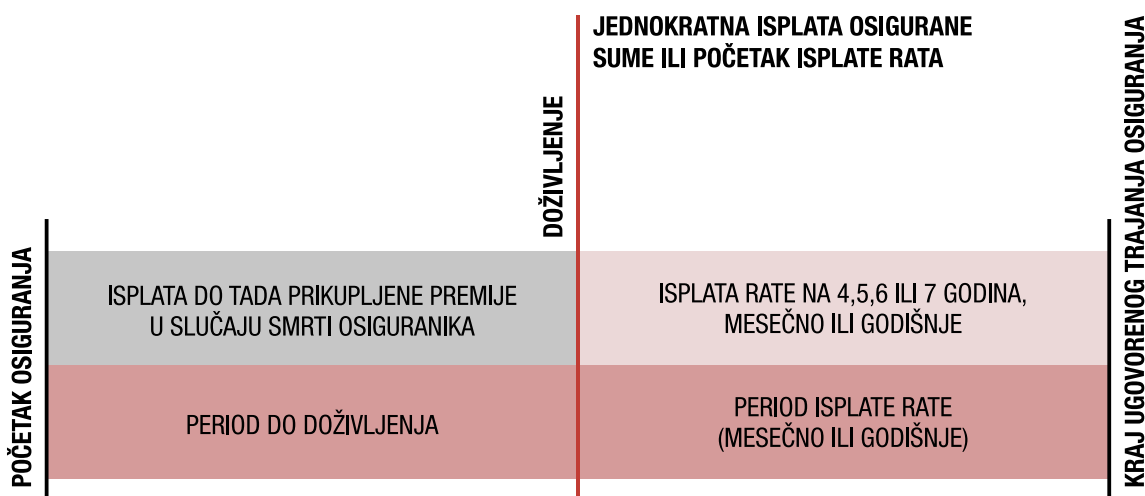 JEDNOKRATNA ISPLATA OSIGURANE
SUME ILI POČETAK ISPLATE RATA
POČETAK OSIGURANJA
DOŽIVLJENJE
KRAJ UGOVORENOG TRAJANJA OSIGURANJA
ISPLATA DO TADA PRIKUPLJENE PREMIJE
U SLUČAJU SMRTI OSIGURANIKA
ISPLATA RATE NA 4,5,6 ILI 7 GODINA,
MESEČNO ILI GODIŠNJE
PERIOD DO DOŽIVLJENJA
PERIOD ISPLATE RATE
(MESEČNO ILI GODIŠNJE)